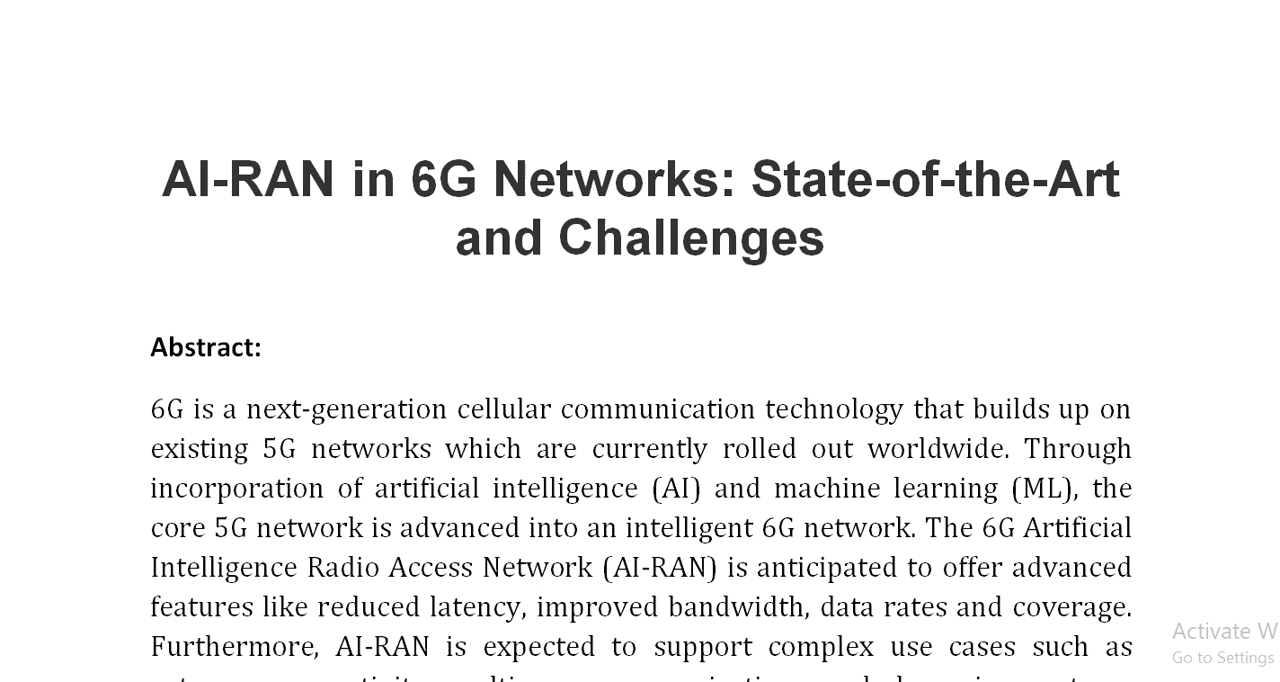 AI-RAN in 6G Networks: State-of-the-Art
and Challenges
Abstract:
6G is a next-generation cellular communication technology that builds up on
existing 5G networks which are currently rolled out worldwide. Through
incorporation of artificial intelligence (AI) and machine learning (ML), the
core 5G network is advanced into an intelligent 6G network. The 6G Artificial
Intelligence Radio Access Network (AI-RAN) is anticipated to offer advanced
features like reduced latency, improved bandwidth, data rates and coverage.
Furthermore, AI-RAN is expected to support complex use cases such as
Activate W
Go to Settings